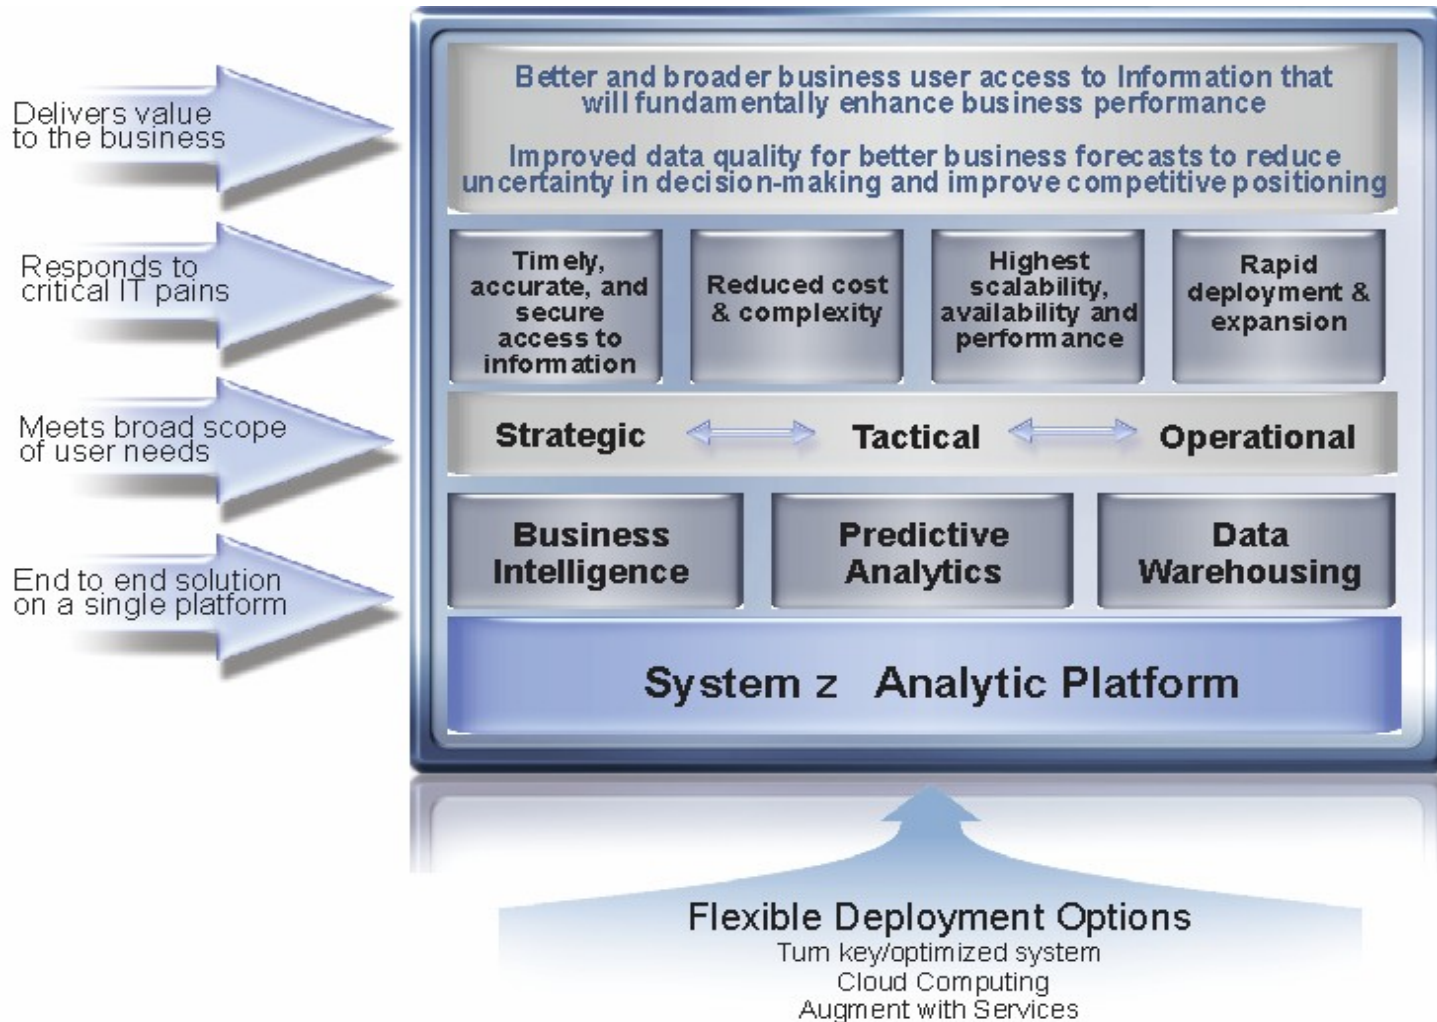 Delivers value
to the business
Better and broader business user access to Information that
will fundamentally enhance business performance
Improved data quality for better business forecasts to reduce
uncertainty in decision-making and improve competitive positioning
Responds to
critical IT pains
Timely,
accurate, and
secure
access to
information
Reduced cost
& complexity
Highest
scalability,
availability and
performance
Rapid
deployment &
expansion
Meets broad scope
of user needs
Strategic
Tactical
Operational
End to end solution
on a single platform
Business
Intelligence
Predictive
Analytics
Data
Warehousing
System z Analytic Platform
Flexible Deployment Options
Turn key/optimized system
Cloud Computing
Augment with Services